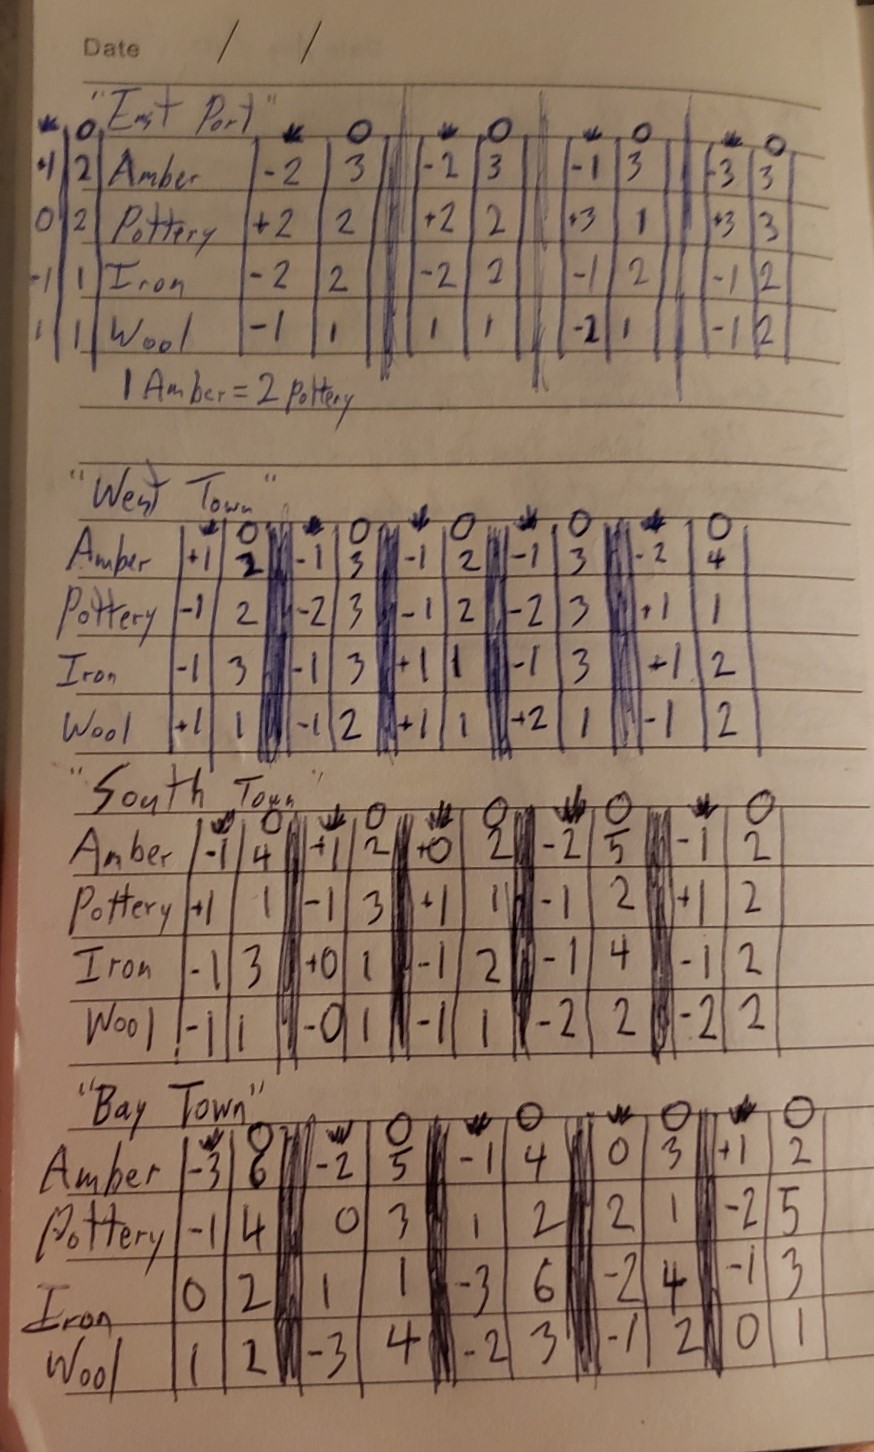 Date / /
"East Port"
O O O O O
+1 2 Amber -2 3 -2 3 -1 3 -3 3
0 2 Pottery +2 2 +2 2 +3 1 +3 3
-1 1 Iron -2 2 -2 2 -1 2 -1 2
1 1 Wool -1 1 1 1 -2 1 -1 2
1 Amber = 2 pottery
"West Town"
O O O O O
Amber +1 2 -1 3 -1 2 -1 3 -2 4
Pottery -1 2 -2 3 -1 2 -2 3 +1 1
Iron -1 3 -1 3 +1 1 -1 3 +1 2
Wool +1 1 -1 2 +1 1 +2 1 -1 2
"South Town"
O O O O O
Amber -1 4 +1 2 +0 2 -2 5 -1 2
Pottery +1 1 -1 3 +1 1 -1 2 +1 2
Iron -1 3 +0 1 -1 2 -1 4 -1 2
Wool -1 1 -0 1 -1 1 -2 2 -2 2
"Bay Town"
O O O O O
Amber -3 6 -2 5 -1 4 0 3 +1 2
Pottery -1 4 0 3 1 2 2 1 -2 5
Iron 0 2 1 1 -3 6 -2 4 -1 3
Wool 1 2 -3 4 -2 3 -1 2 0 1